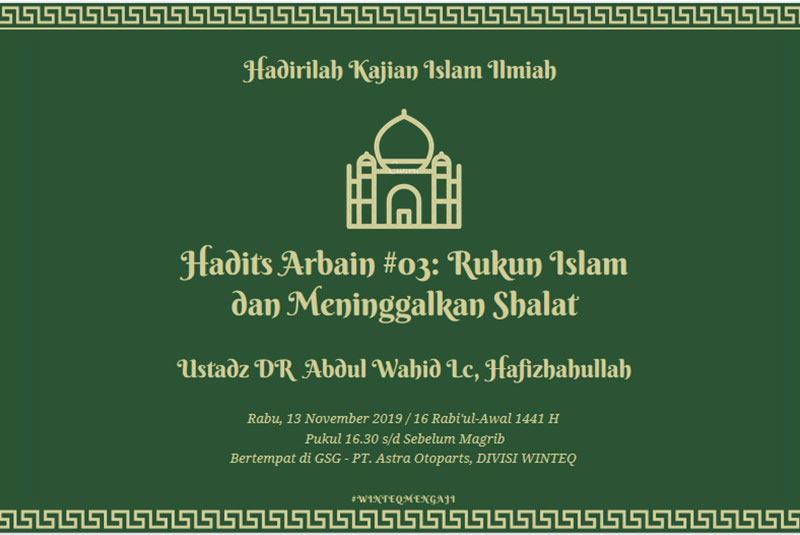 Hadirilah Kajian Islam Ilmiah
Hadits Arbain #03: Rukun Islam
dan Meninggalkan Shalat
Ustadz DR Abdul Wahid Lc, Hafizhahullah
Rabu, 13 November 2019 / 16 Rabi'ul-Awal 1441 H
Pukul 16.30 s/d Sebelum Magrib
Bertempat di GSG - PT. Astra Otoparts, DIVISI WINTEQ
#WINTEQMENGAJI